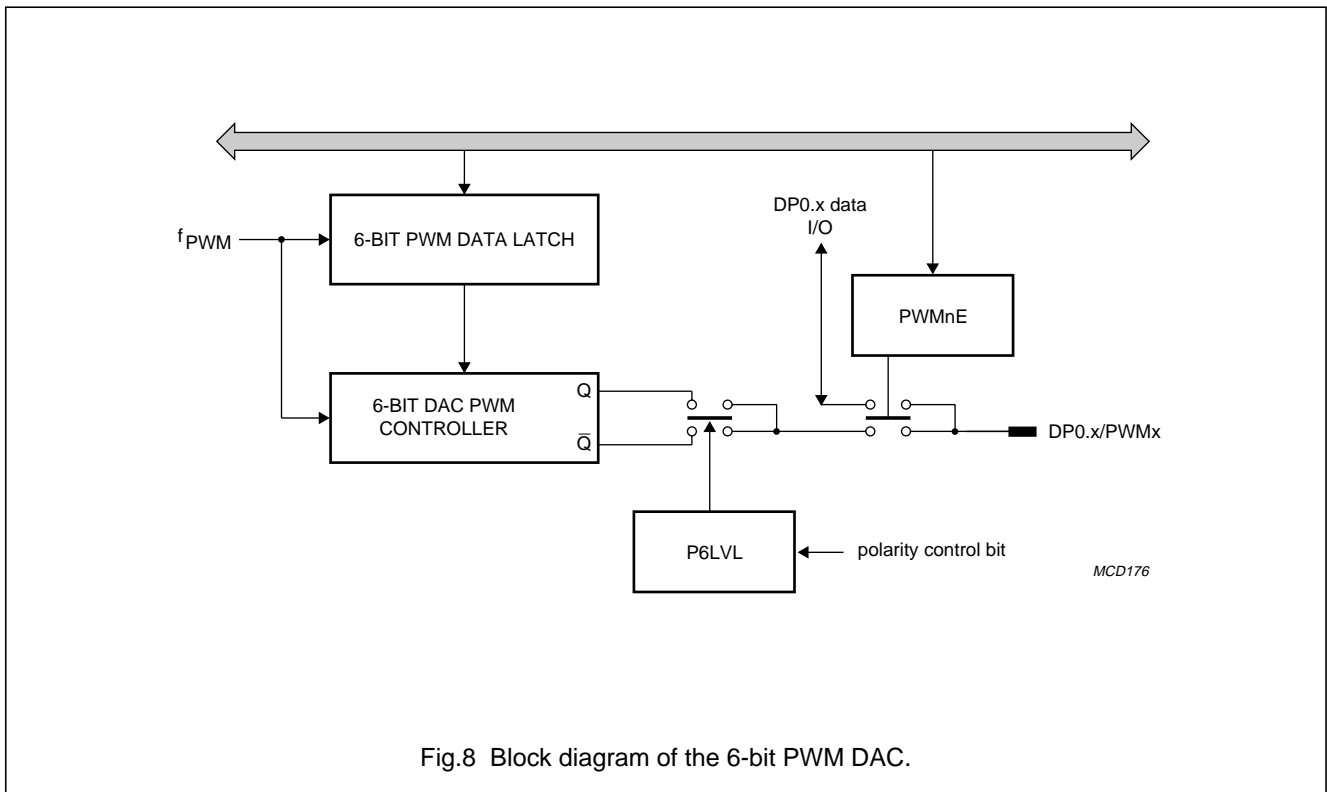 DP0.x data
I/O
f PWM
6-BIT PWM DATA LATCH
PWMnE
6-BIT DAC PWM
CONTROLLER
Q
Q̅
DP0.x/PWMx
P6LVL
polarity control bit
MCD176
Fig.8 Block diagram of the 6-bit PWM DAC.